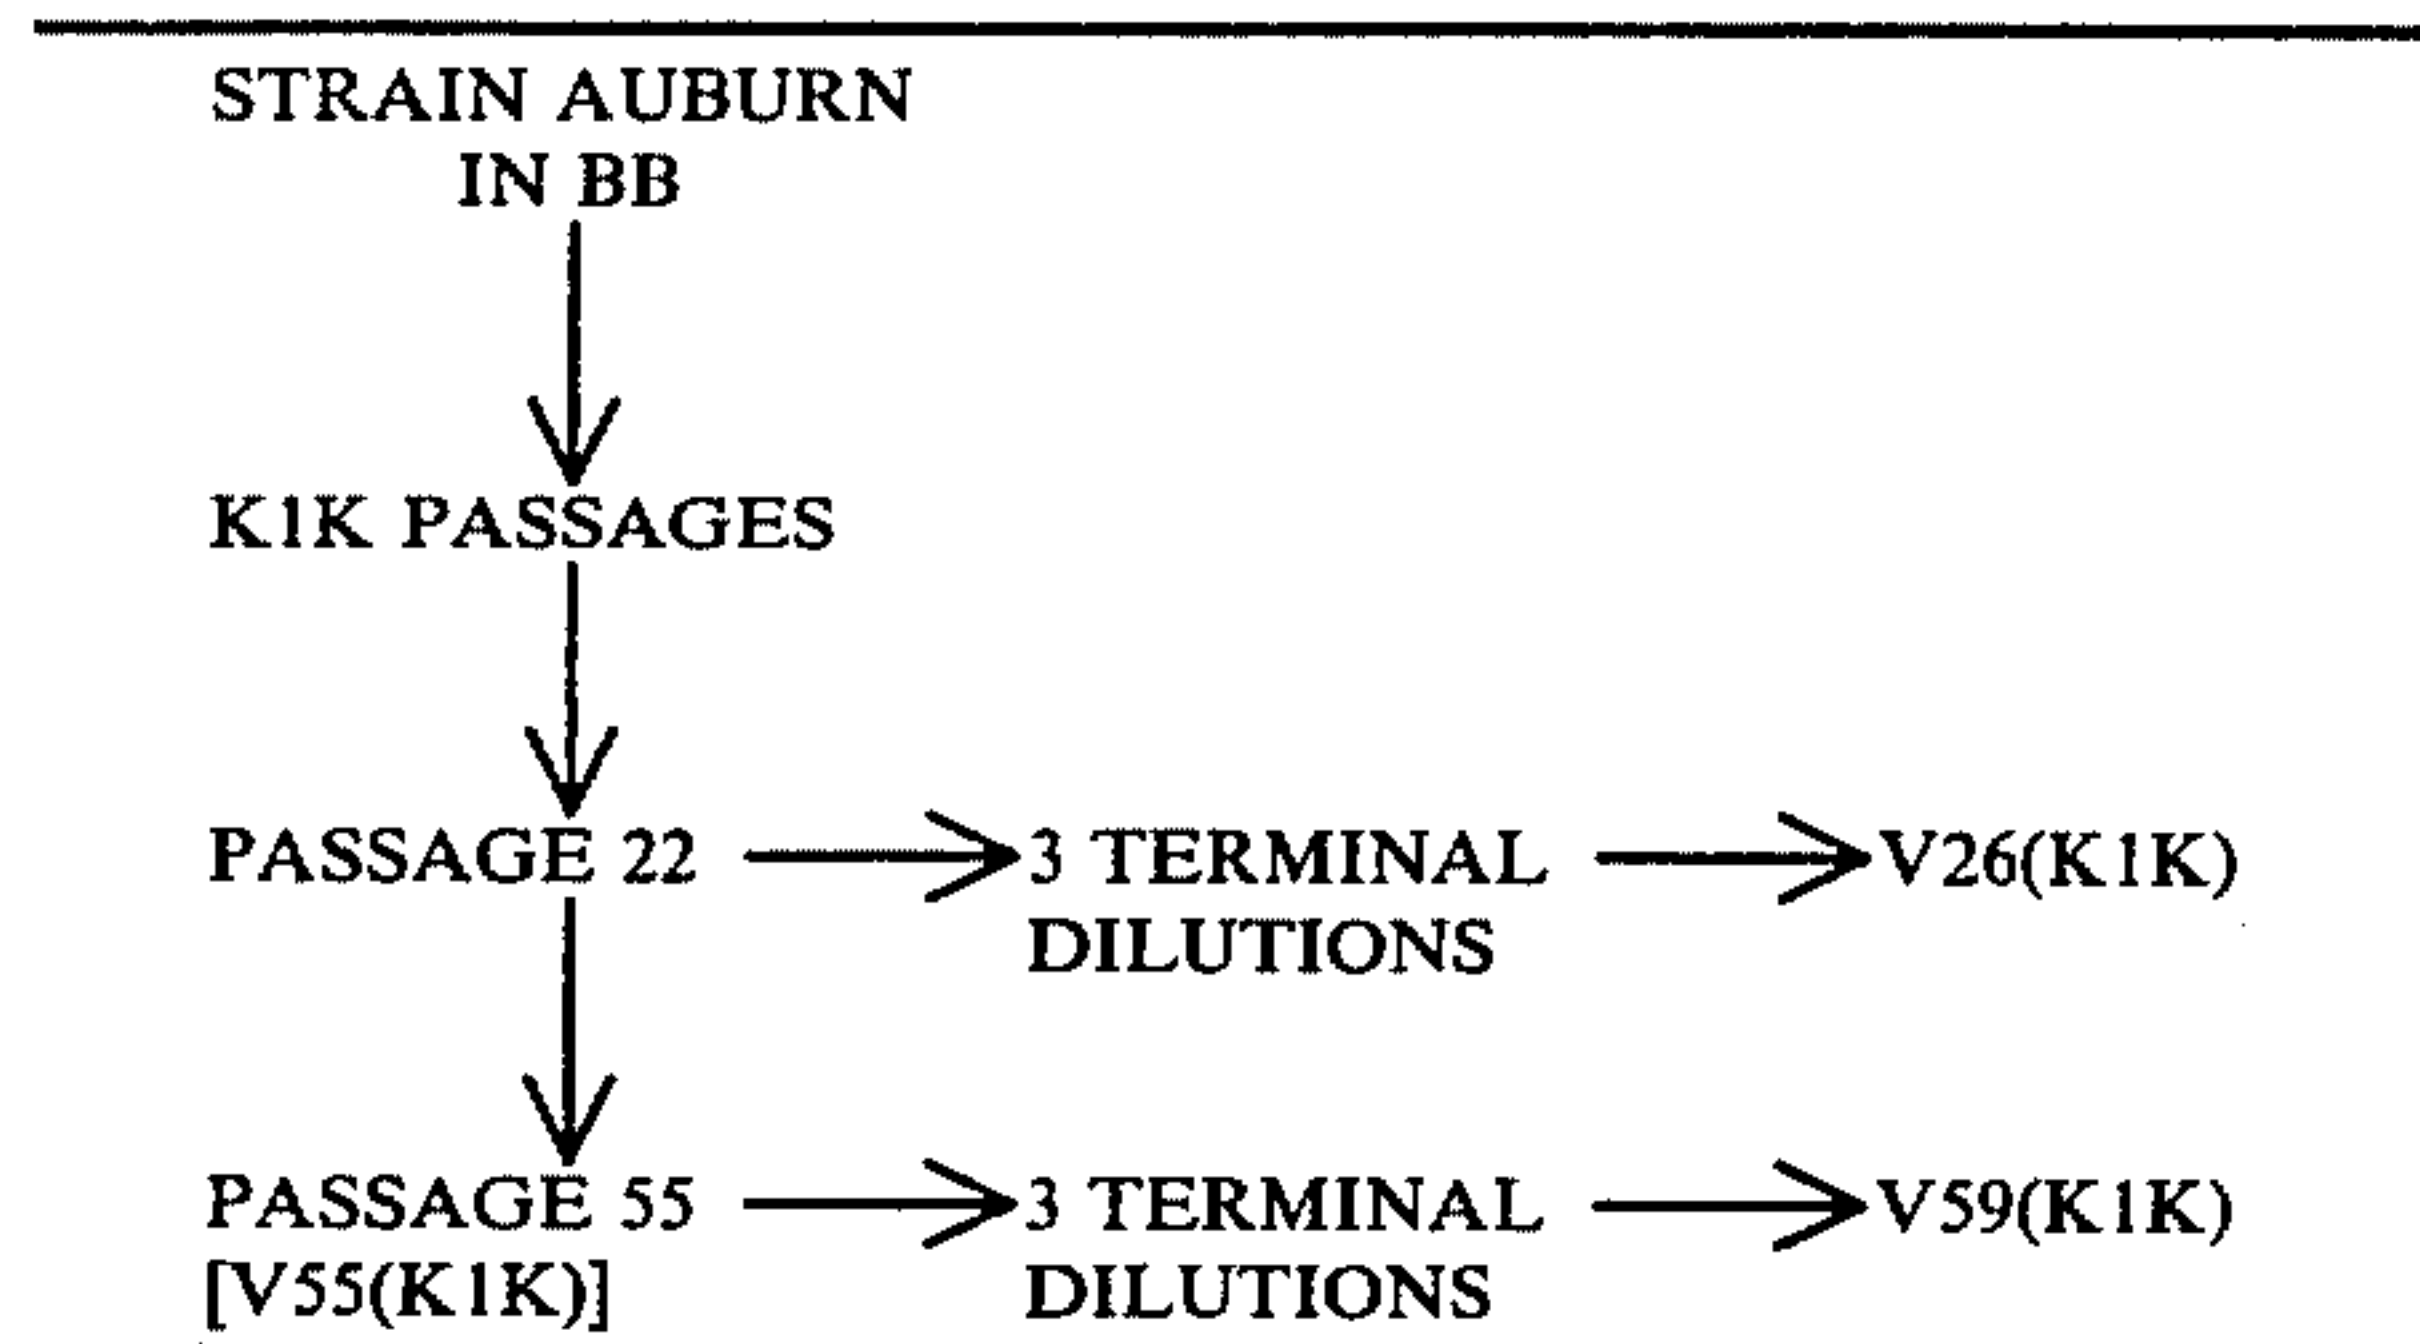 STRAIN AUBURN
IN BB
K1K PASSAGES
PASSAGE 22
3 TERMINAL
DILUTIONS
V26(K1K)
PASSAGE 55
[V55(K1K)]
3 TERMINAL
DILUTIONS
V59(K1K)